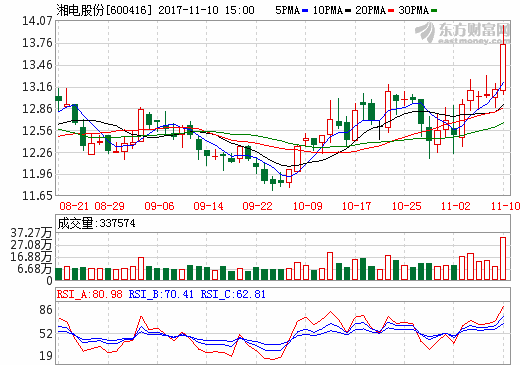 湘电股份[600416] 2017-11-10 15:00 5PMA 10PMA 20PMA 30PMA
东方财富网
eastmoney.com
14.07
13.76
13.46
13.16
12.86
12.56
12.26
11.96
11.65
08-21 08-29 09-06 09-14 09-22 10-09 10-17 10-25 11-02 11-10
成交量:337574
37.27万
27.08万
16.88万
6.68万
0
RSI_A:80.98 RSI_B:70.41 RSI_C:62.81
86
52
19